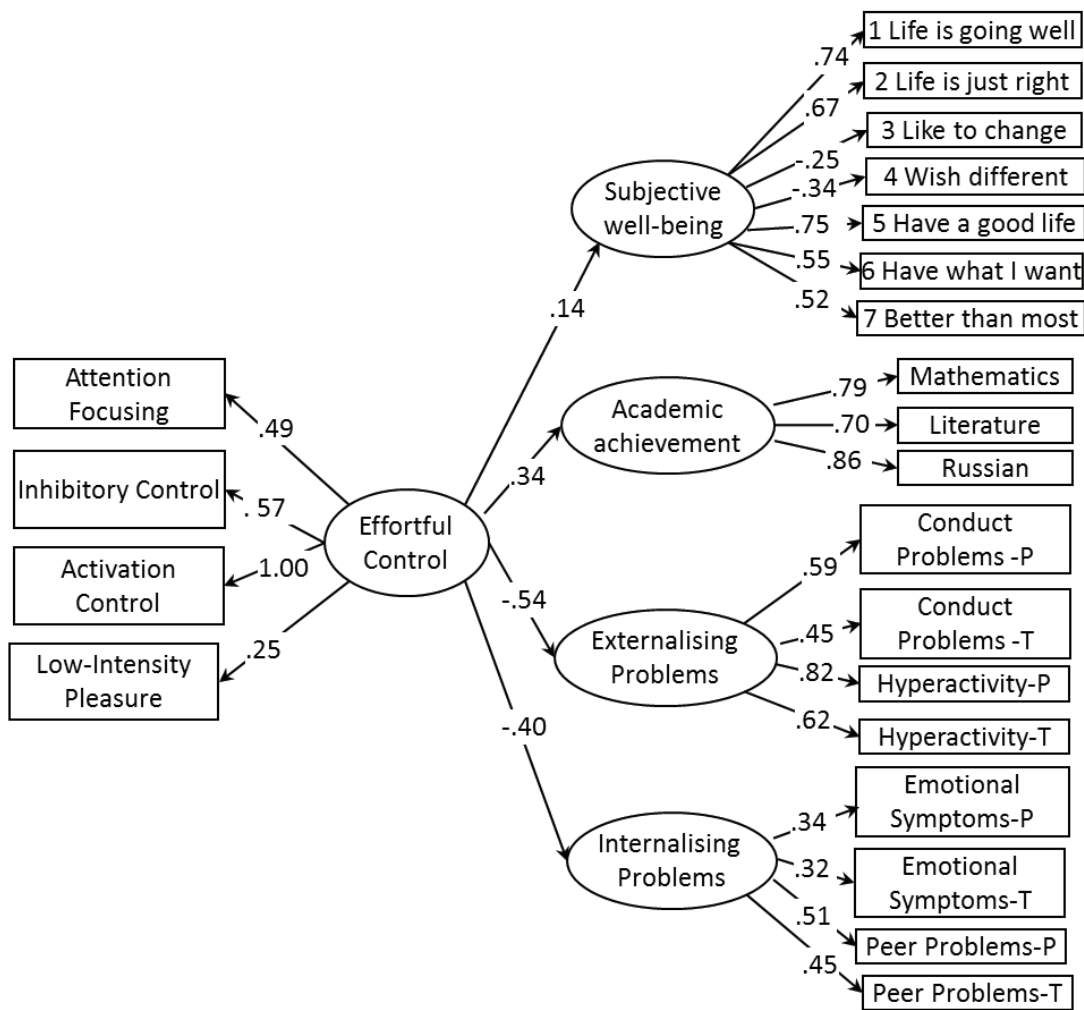 1 Life is going well
.74
2 Life is just right
.67
3 Like to change
-.25
4 Wish different
-.34
Subjective
well-being
5 Have a good life
.75
6 Have what I want
.55
7 Better than most
.52
.14
Attention
Focusing
.49
Inhibitory Control
. 57
Activation
Control
1.00
Low-Intensity
Pleasure
.25
Effortful
Control
.34
Academic
achievement
.79
Mathematics
.70
Literature
.86
Russian
-.54
Externalising
Problems
.59
Conduct
Problems -P
.45
Conduct
Problems -T
.82
Hyperactivity-P
.62
Hyperactivity-T
-.40
Internalising
Problems
.34
Emotional
Symptoms-P
.32
Emotional
Symptoms-T
.51
Peer Problems-P
.45
Peer Problems-T